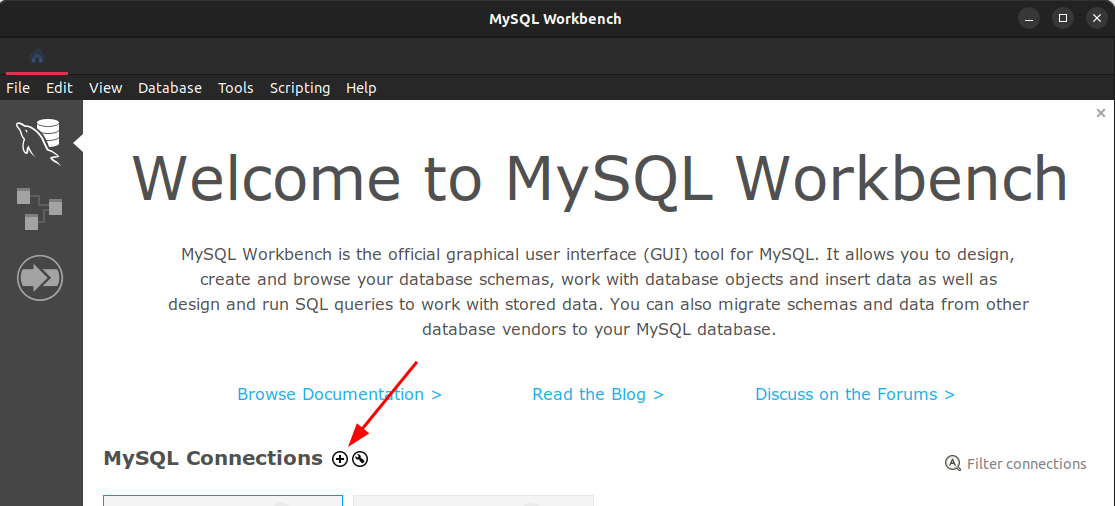 MySQL Workbench
File Edit View Database Tools Scripting Help
Welcome to MySQL Workbench
MySQL Workbench is the official graphical user interface (GUI) tool for MySQL. It allows you to design,
create and browse your database schemas, work with database objects and insert data as well as
design and run SQL queries to work with stored data. You can also migrate schemas and data from other
database vendors to your MySQL database.
Browse Documentation > Read the Blog > Discuss on the Forums >
MySQL Connections
Filter connections